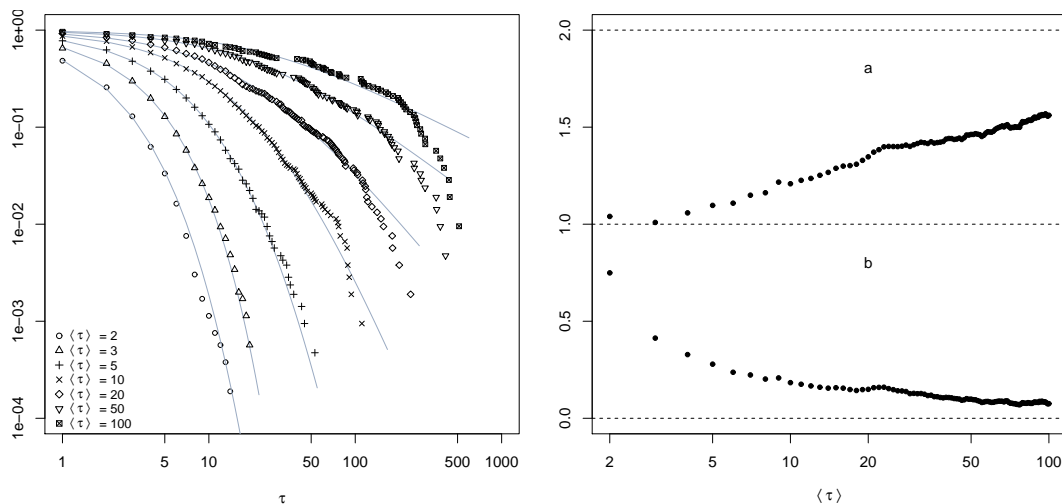 1e+00
1e-01
1e-02
1e-03
1e-04
⟨τ⟩ = 2
⟨τ⟩ = 3
⟨τ⟩ = 5
⟨τ⟩ = 10
⟨τ⟩ = 20
⟨τ⟩ = 50
⟨τ⟩ = 100
1 5 10 50 100 500 1000
τ
2.0
1.5
1.0
0.5
0.0
a
b
2 5 10 20 50 100
⟨τ⟩